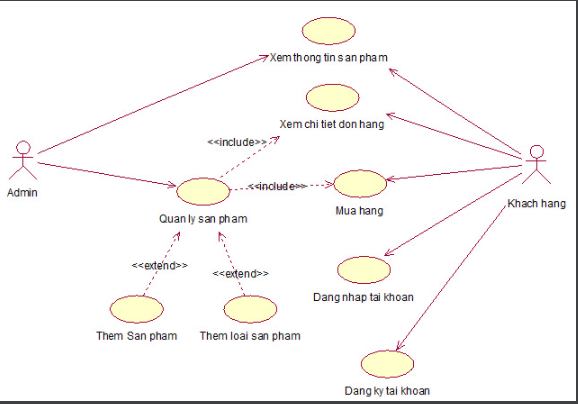 Xem thong tin san pham
Xem chi tiet don hang
<<include>>
Admin
<<include>>
Quan ly san pham
Mua hang
Khach hang
<<extend>>
<<extend>>
Dang nhap tai khoan
Them San pham
Them loai san pham
Dang ky tai khoan